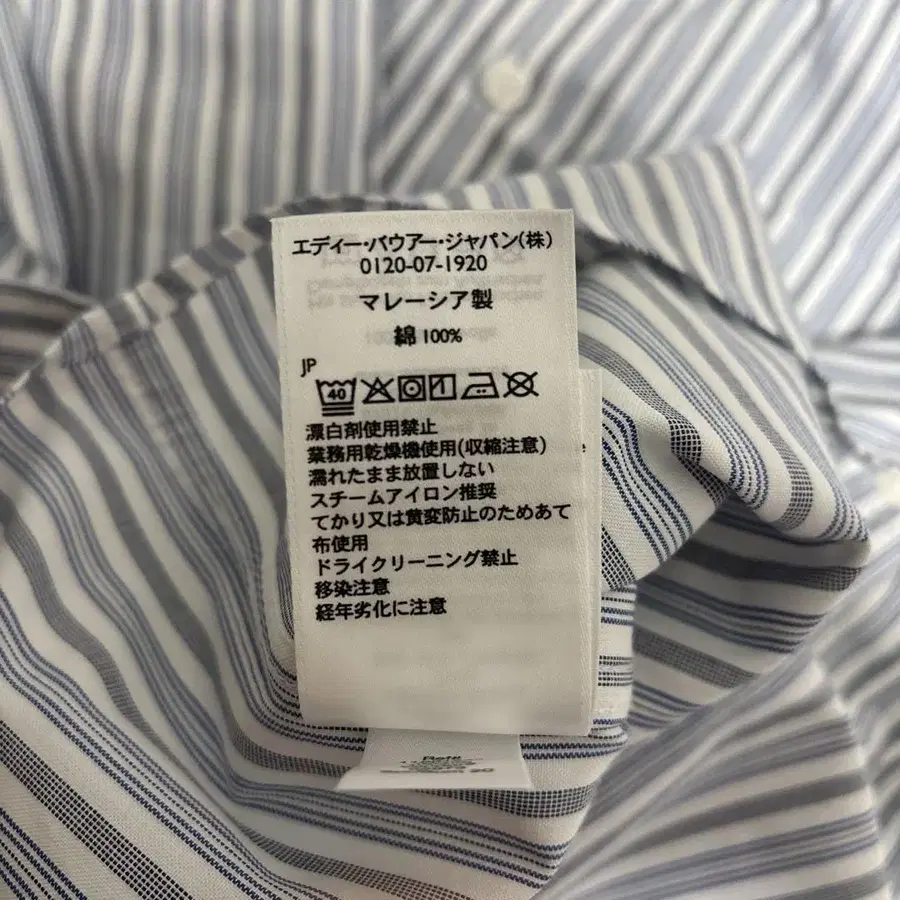 エディー・バウアー・ジャパン(株)
0120-07-1920
マレーシア製
綿 100%
JP
40
漂白剤使用禁止
業務用乾燥機使用(収縮注意)
濡れたまま放置しない
スチームアイロン推奨
てかり又は黄変防止のためあて
布使用
ドライクリーニング禁止
移染注意
経年劣化に注意